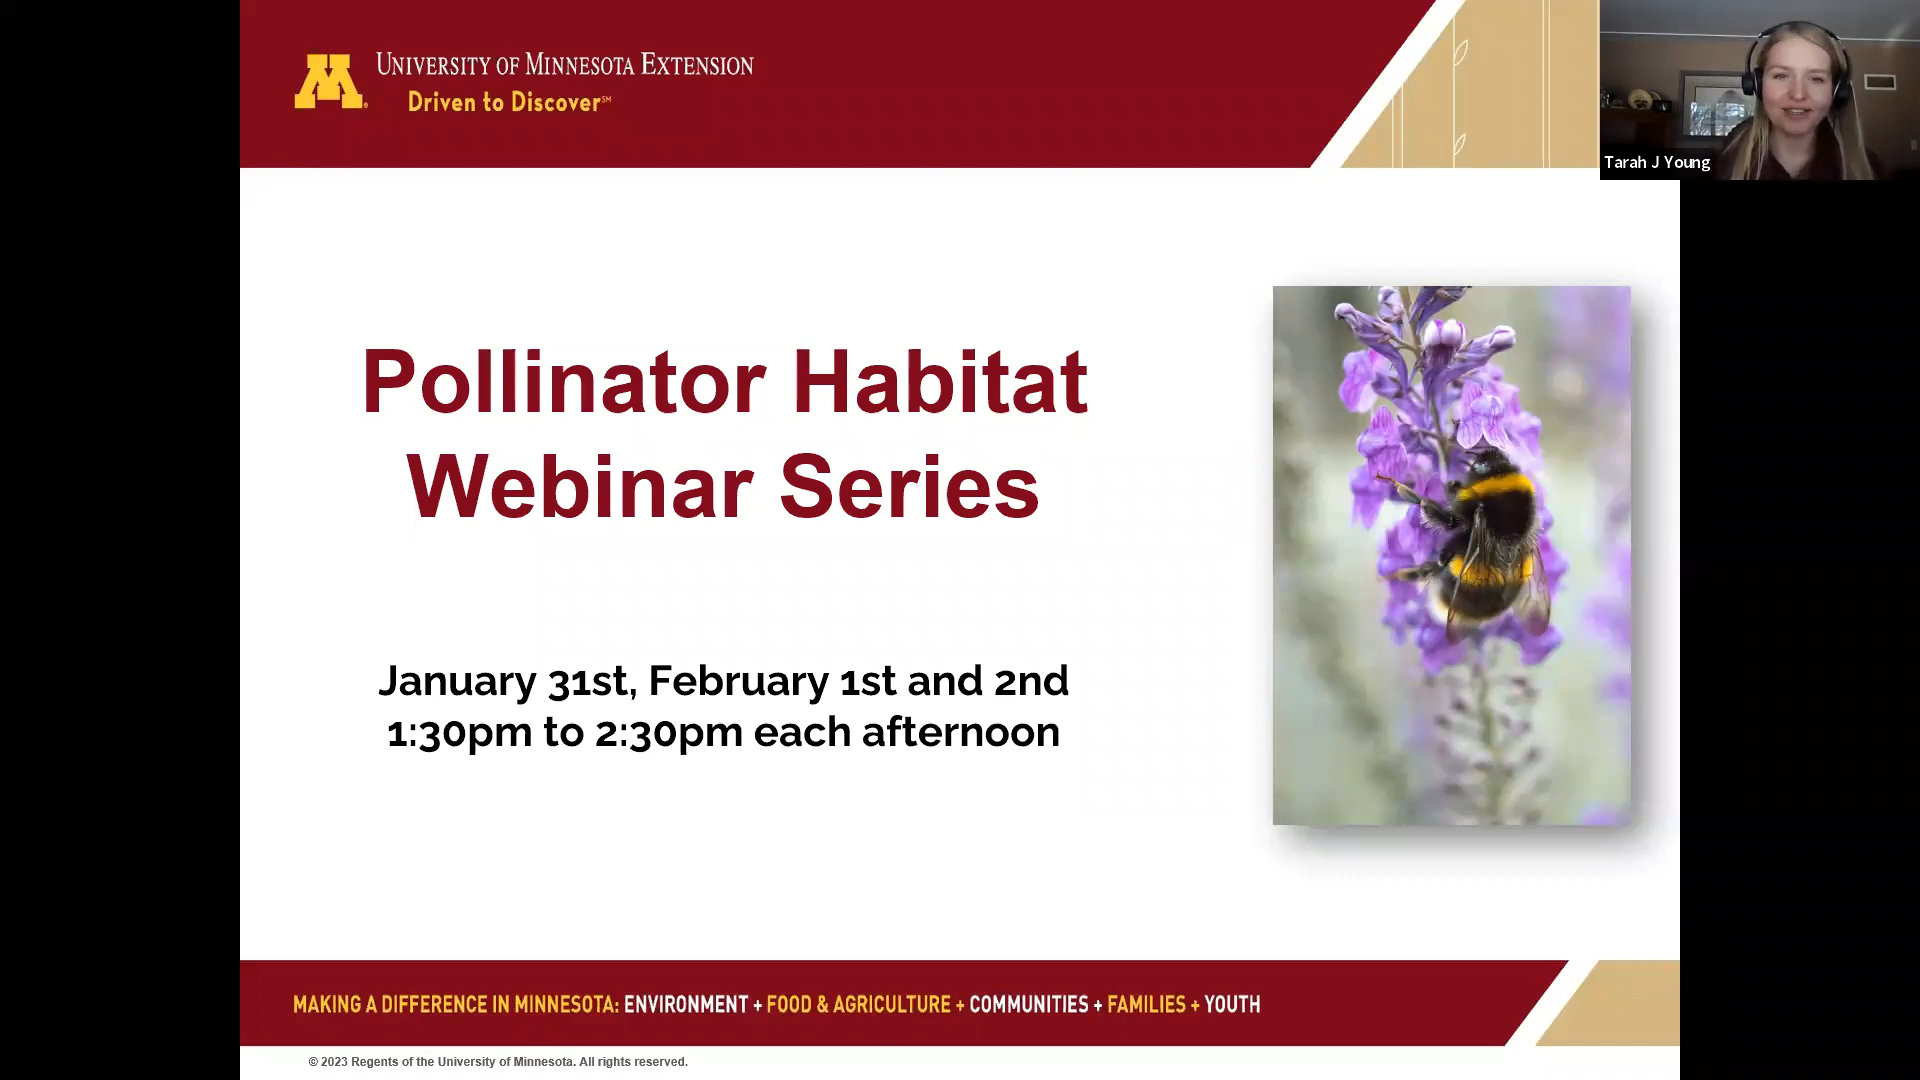 UNIVERSITY OF MINNESOTA EXTENSION
Driven to Discover℠
Tarah J Young
Pollinator Habitat
Webinar Series
January 31st, February 1st and 2nd
1:30pm to 2:30pm each afternoon
MAKING A DIFFERENCE IN MINNESOTA: ENVIRONMENT + FOOD & AGRICULTURE + COMMUNITIES + FAMILIES + YOUTH
© 2023 Regents of the University of Minnesota. All rights reserved.